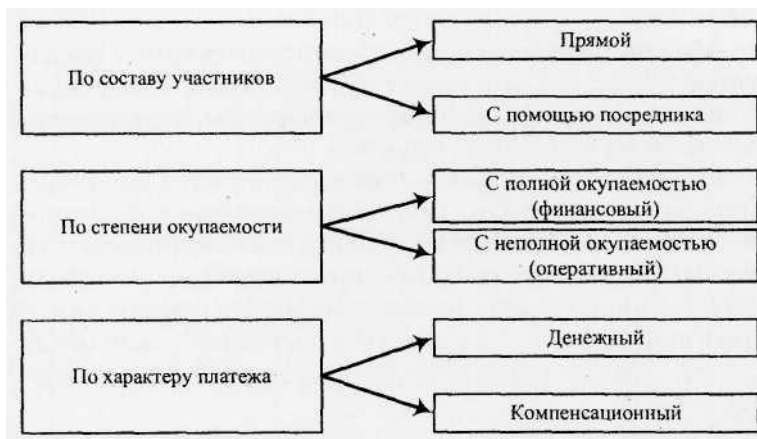 По составу участников
Прямой
С помощью посредника
По степени окупаемости
С полной окупаемостью
(финансовый)
С неполной окупаемостью
(оперативный)
По характеру платежа
Денежный
Компенсационный